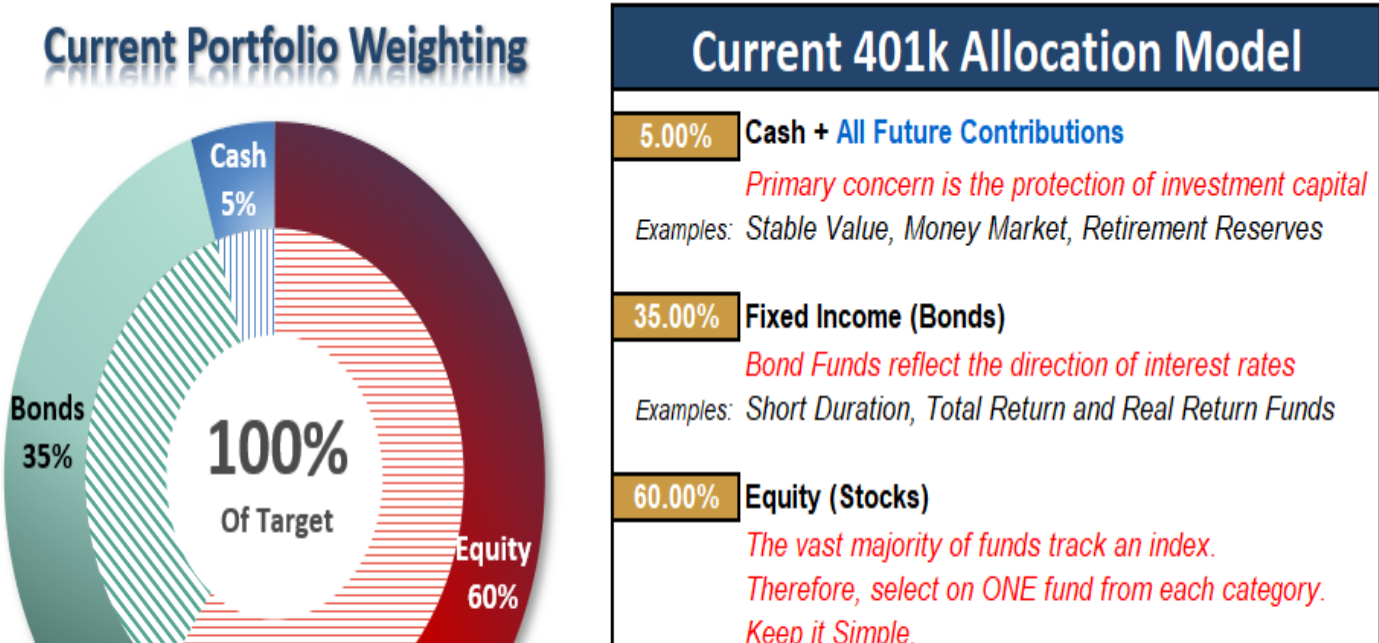 Current Portfolio Weighting
Cash
5%
Bonds
35%
100%
Of Target
Equity
60%
Current 401k Allocation Model
5.00% Cash + All Future Contributions
Primary concern is the protection of investment capital
Examples: Stable Value, Money Market, Retirement Reserves
35.00% Fixed Income (Bonds)
Bond Funds reflect the direction of interest rates
Examples: Short Duration, Total Return and Real Return Funds
60.00% Equity (Stocks)
The vast majority of funds track an index.
Therefore, select on ONE fund from each category.
Keep it Simple.